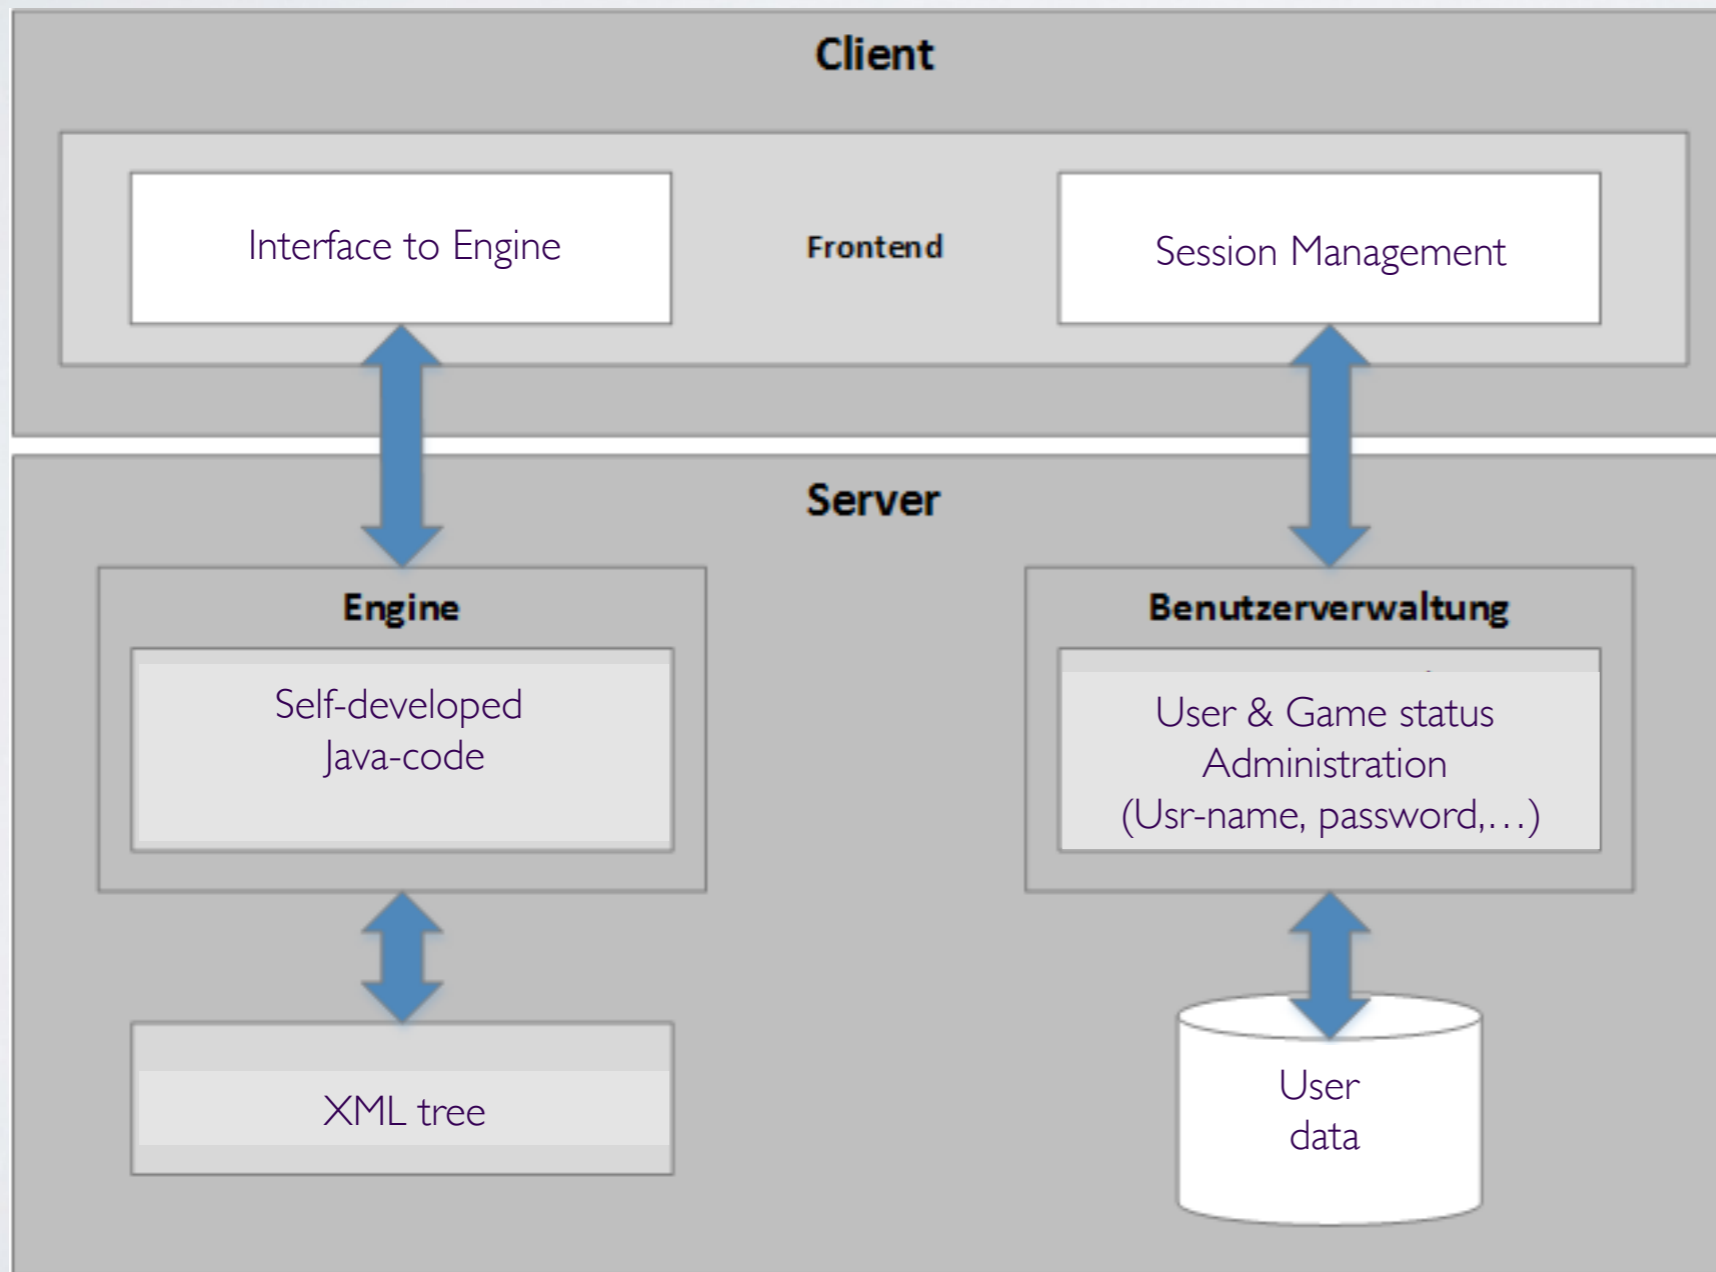 Client
Interface to Engine
Frontend
Session Management
Server
Engine
Self-developed
Java-code
XML tree
Benutzerverwaltung
User & Game status
Administration
(Usr-name, password,…)
User
data